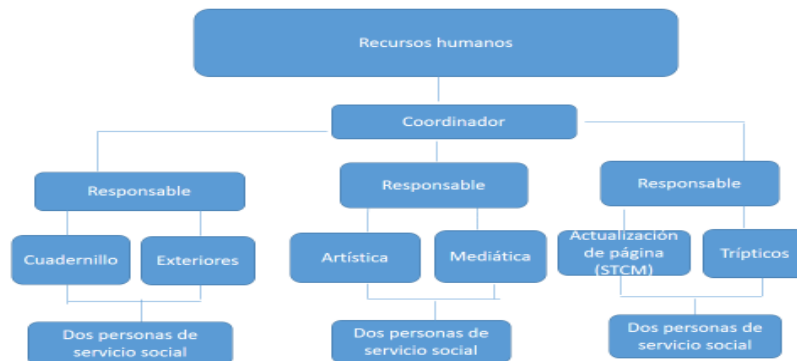 Recursos humanos
Coordinador
Responsable
Responsable
Responsable
Cuadernillo
Exteriores
Artística
Mediática
Actualización
de página
(STCM)
Trípticos
Dos personas de
servicio social
Dos personas de
servicio social
Dos personas de
servicio social